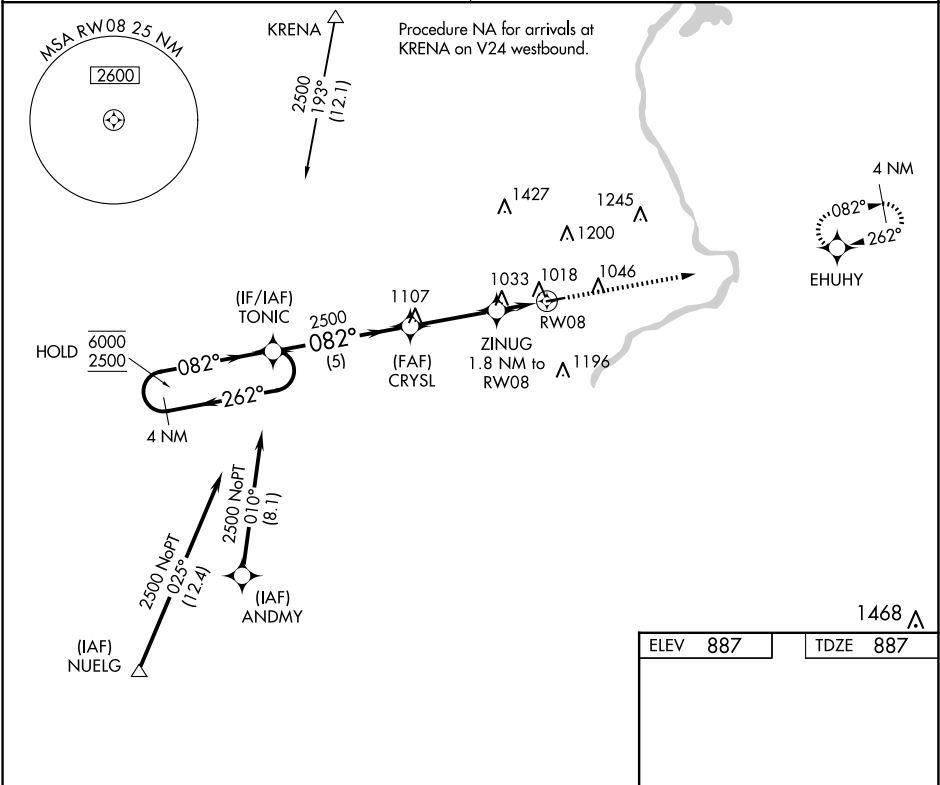 MSA RW08 25 NM
2600
KRENA
2500
193°
(12.1)
Procedure NA for arrivals at
KRENA on V24 westbound.
4 NM
082°
262°
EHUHY
1427
1245
1200
1033
1018
1046
1107
(IF/IAF)
TONIC
2500
082°
(5)
RW08
HOLD
6000
2500
082°
262°
4 NM
(FAF)
CRYSL
ZINUG
1.8 NM to
RW08
1196
2500 NoPT
010°
(8.1)
2500 NoPT
025°
(12.4)
(IAF)
ANDMY
(IAF)
NUELG
1468
ELEV 887
TDZE 887